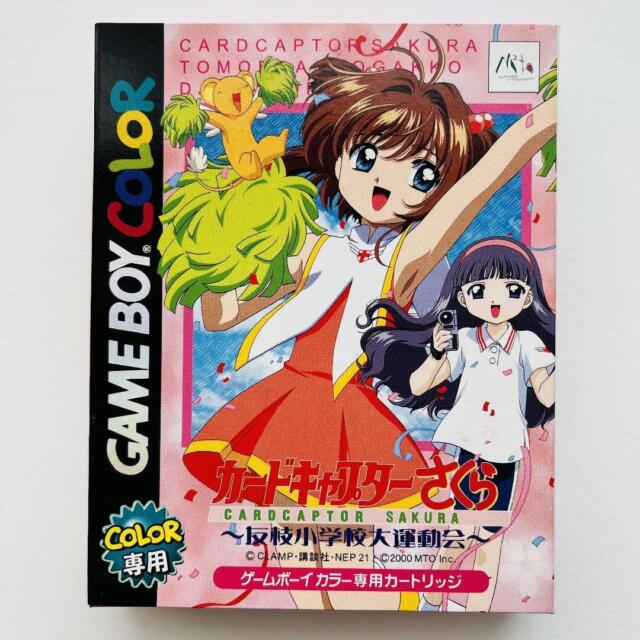 CARDCAPTOR SAKURA
GAME BOY® COLOR
COLOR
専用
カードキャプターさくら
CARDCAPTOR SAKURA
～友枝小学校大運動会～
©CLAMP・講談社・NEP 21・©2000 MTO Inc.
ゲームボーイカラー専用カートリッジ